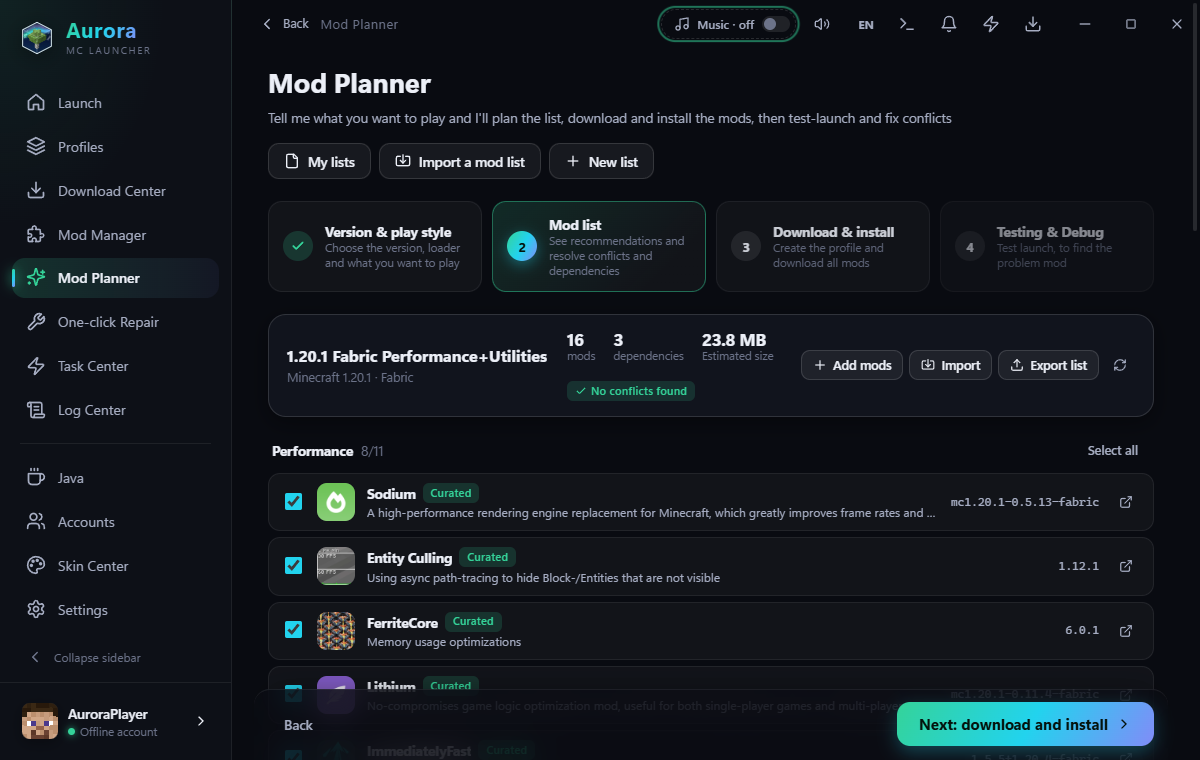 Aurora
MC LAUNCHER
Launch
Profiles
Download Center
Mod Manager
Mod Planner
One-click Repair
Task Center
Log Center
Java
Accounts
Skin Center
Settings
Collapse sidebar
AuroraPlayer
Offline account
Back Mod Planner
Music · off
EN
Mod Planner
Tell me what you want to play and I'll plan the list, download and install the mods, then test-launch and fix conflicts
My lists
Import a mod list
New list
Version & play style
Choose the version, loader
and what you want to play
2
Mod list
See recommendations and
resolve conflicts and
dependencies
3
Download & install
Create the profile and
download all mods
4
Testing & Debug
Test launch, to find the
problem mod
1.20.1 Fabric Performance+Utilities
Minecraft 1.20.1 · Fabric
16
mods
3
dependencies
23.8 MB
Estimated size
No conflicts found
Add mods
Import
Export list
Performance 8/11
Select all
Sodium Curated
A high-performance rendering engine replacement for Minecraft, which greatly improves frame rates and ...
mc1.20.1-0.5.13-fabric
Entity Culling Curated
Using async path-tracing to hide Block-/Entities that are not visible
1.12.1
FerriteCore Curated
Memory usage optimizations
6.0.1
Lithium Curated
No-compromises game logic optimization mod, useful for both single-player games and multi-playe
mc1.20.1-0.11.4-fabric
ImmediatelyFast Curated
Back
Next: download and install